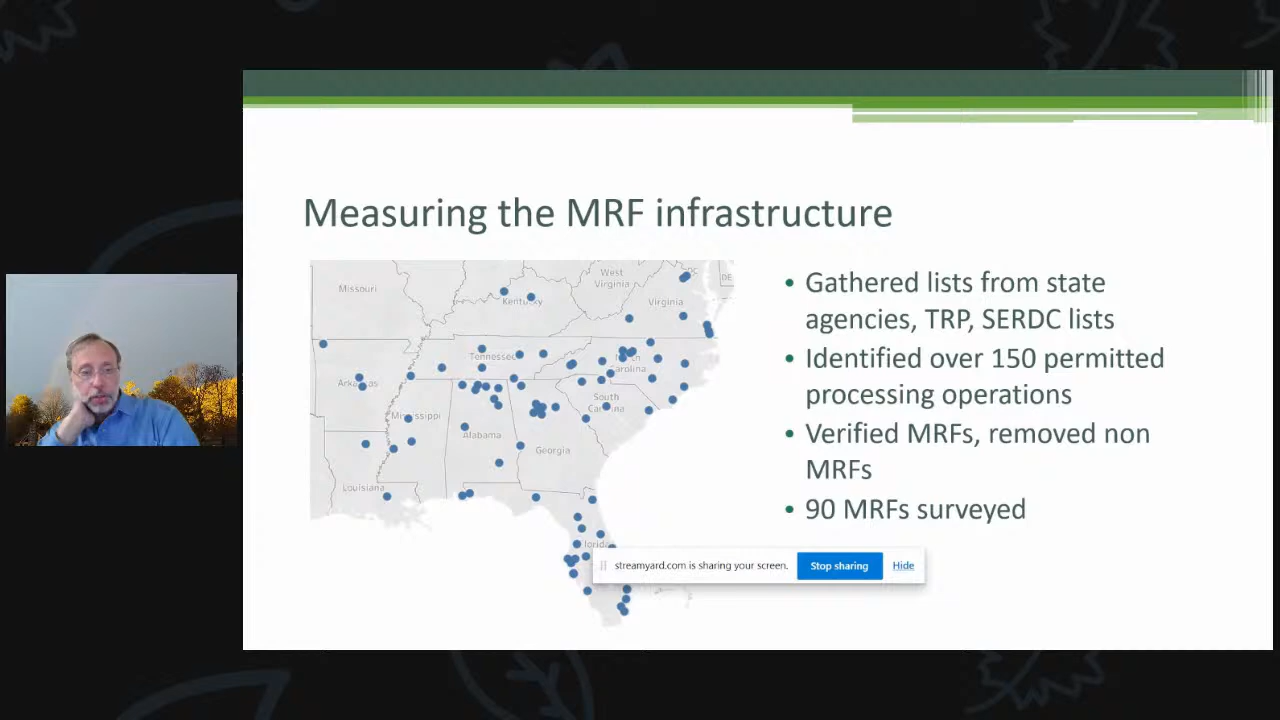 Measuring the MRF infrastructure
Missouri
West
Virginia
DC
DE
Kentucky
Virginia
Tennessee
North
Carolina
Arkansas
South
Carolina
Mississippi
Alabama
Georgia
Louisiana
Florida
• Gathered lists from state
agencies, TRP, SERDC lists
• Identified over 150 permitted
processing operations
• Verified MRFs, removed non
MRFs
• 90 MRFs surveyed
streamyard.com is sharing your screen.
Stop sharing
Hide